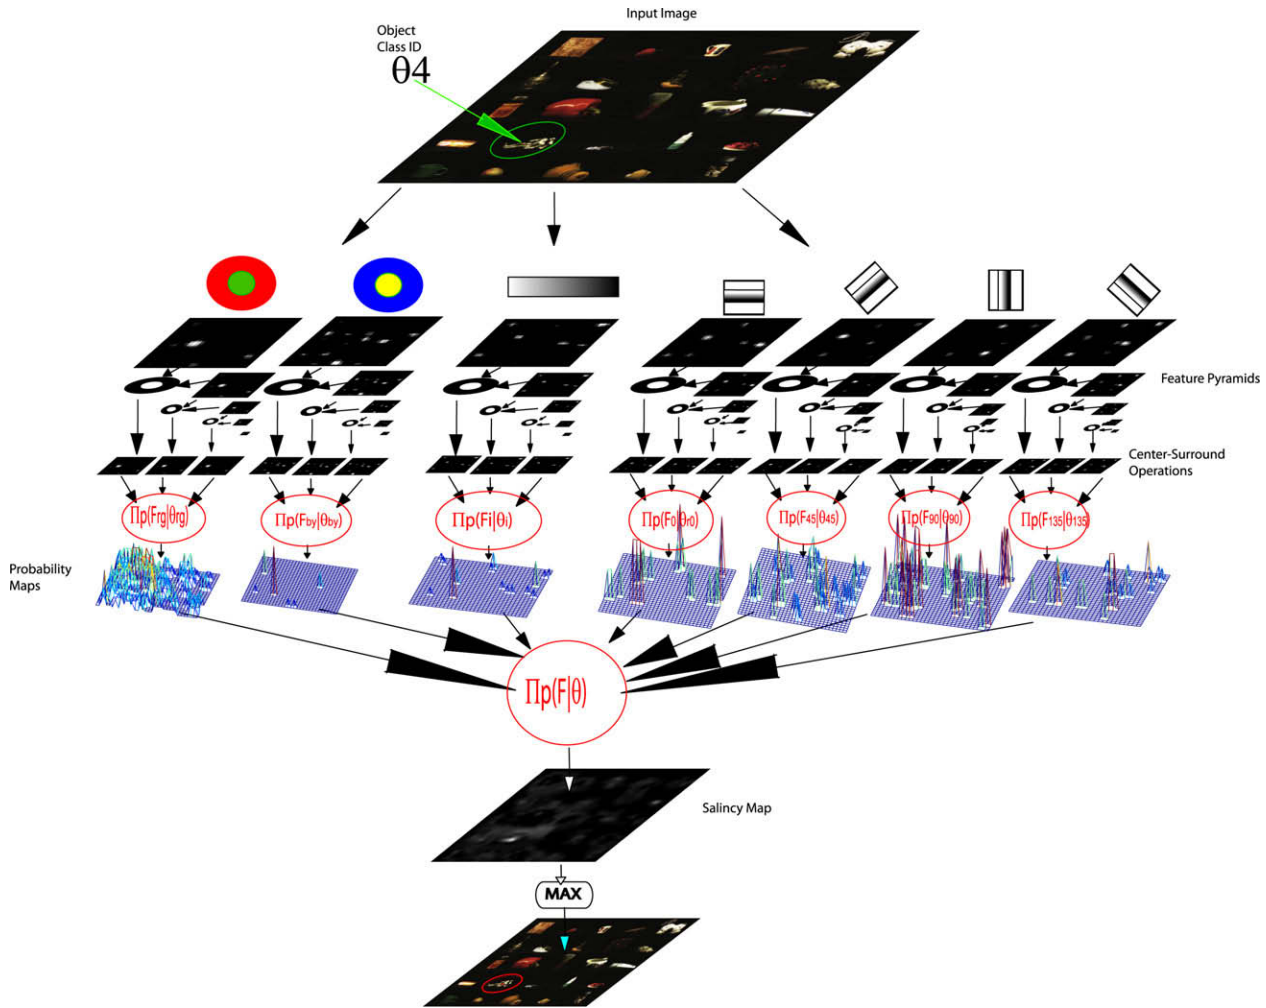 Input Image
Object
Class ID
θ4
Feature Pyramids
Center-Surround
Operations
Πp(Frg|θrg)
Πp(Fby|θby)
Πp(Fi|θi)
Πp(F0|θr0)
Πp(F45|θ45)
Πp(F90|θ90)
Πp(F135|θ135)
Probability
Maps
Πp(F|θ)
Salincy Map
MAX